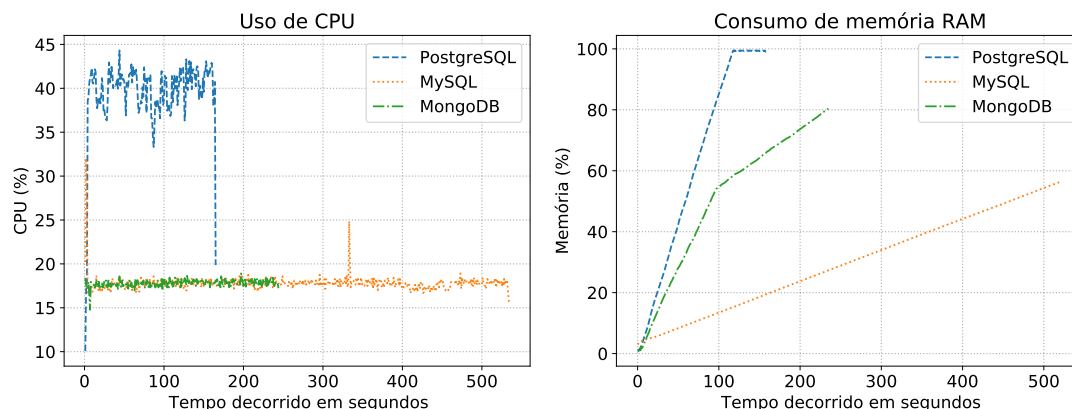 Uso de CPU
45
40
35
30
25
20
15
10
CPU (%)
PostgreSQL
MySQL
MongoDB
0 100 200 300 400 500
Tempo decorrido em segundos
Consumo de memória RAM
100
80
60
40
20
0
Memória (%)
PostgreSQL
MySQL
MongoDB
0 100 200 300 400 500
Tempo decorrido em segundos